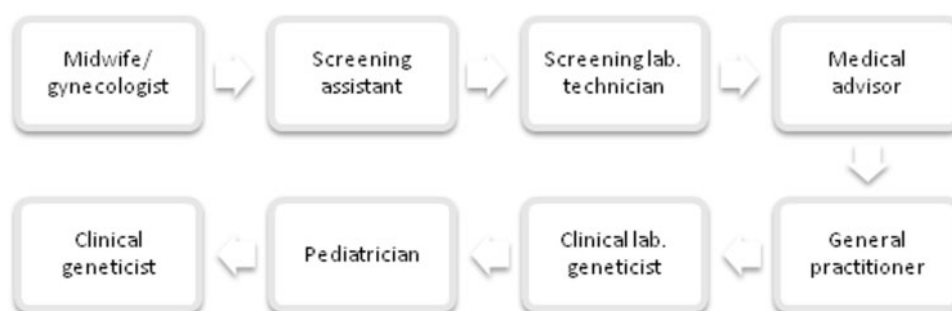 Midwife/
gynecologist
Screening
assistant
Screening lab.
technician
Medical
advisor
Clinical
geneticist
Pediatrician
Clinical lab.
geneticist
General
practitioner